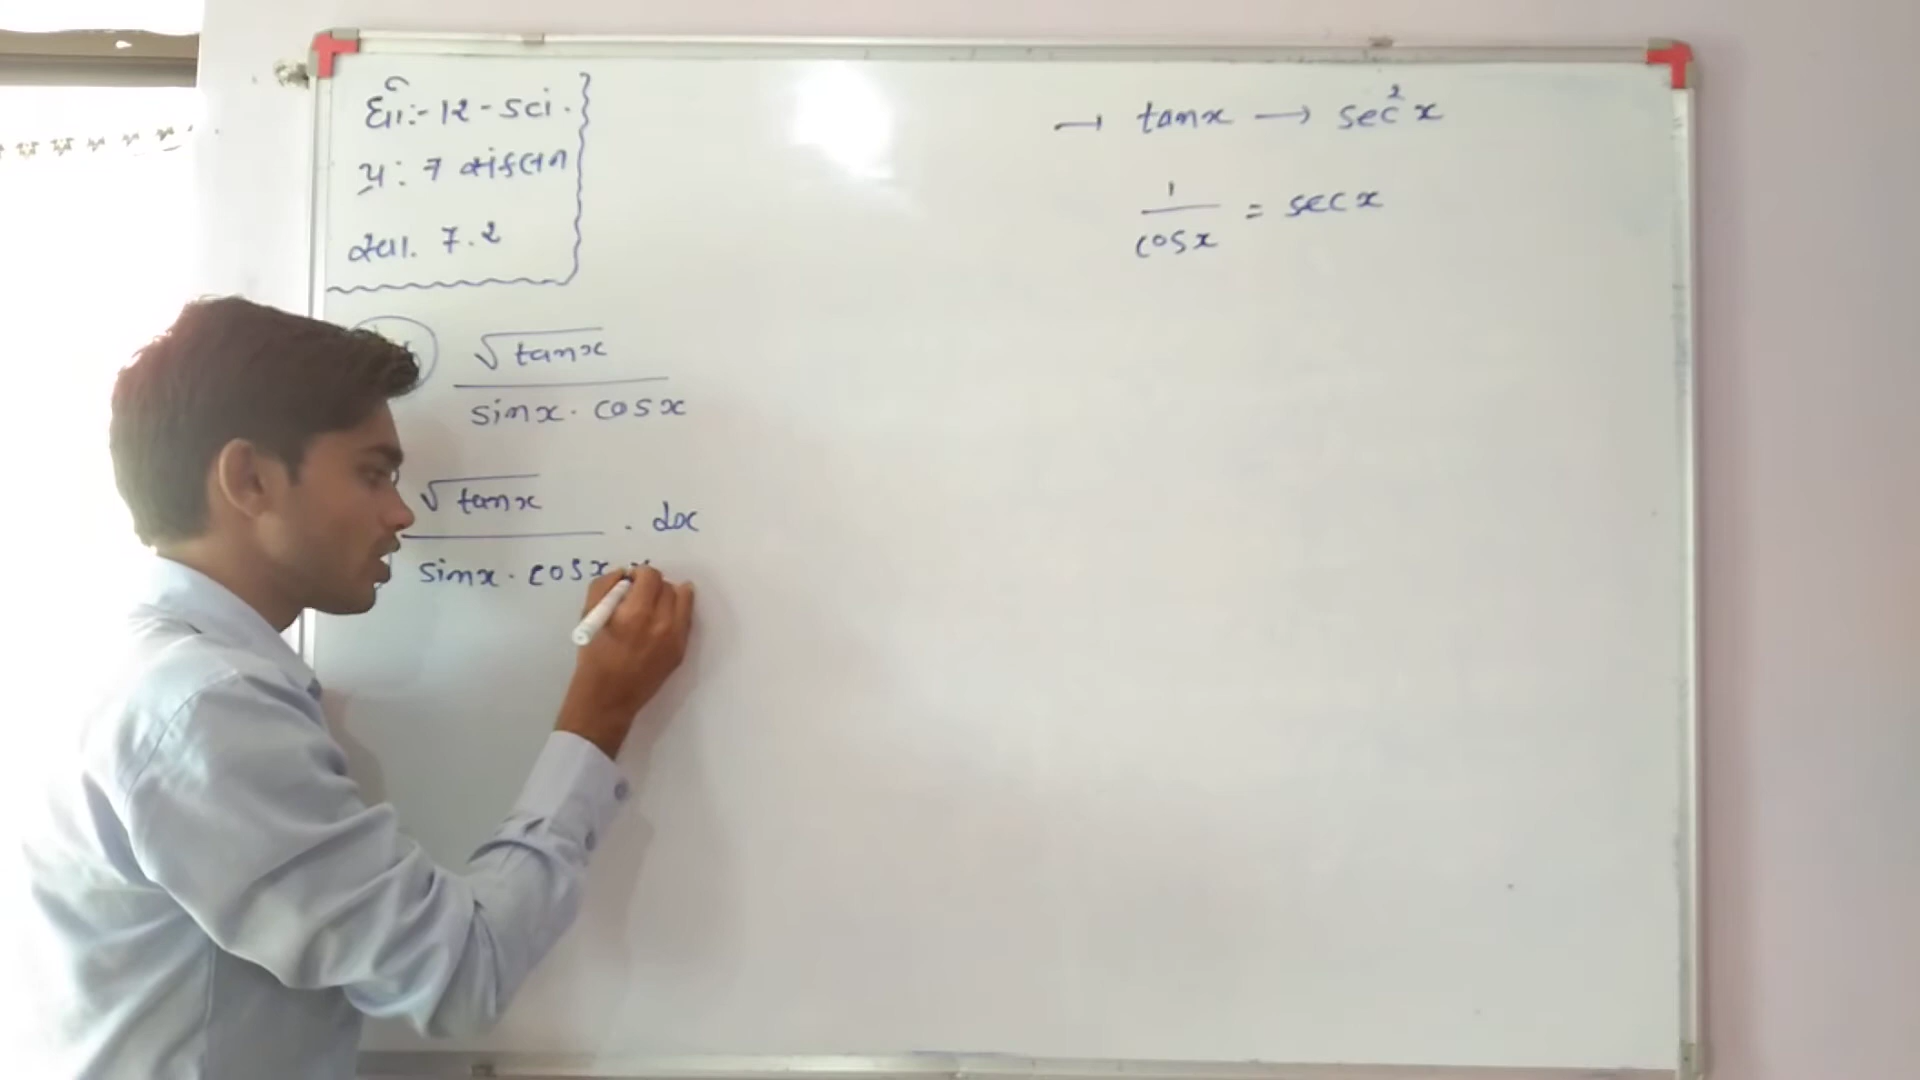 ધો:- 12 - sci.
પ્ર : 7 સંકલન
સ્વા. 7.2
√tanx
sinx . cosx
√tanx . dx
sinx . cosx
→ tanx → sec²x
1
cosx = secx